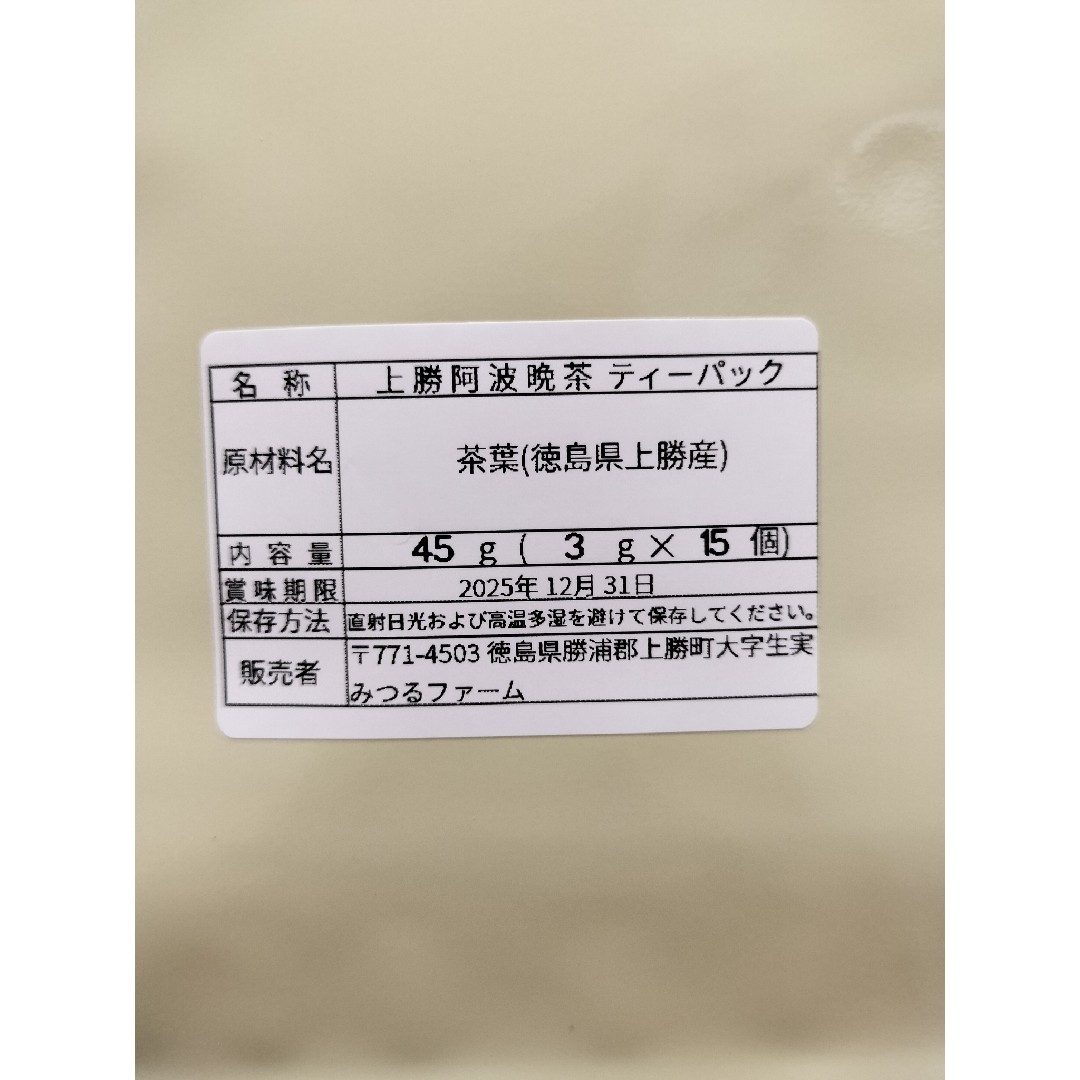 名称 上勝阿波晩茶 ティーパック
原材料名 茶葉(徳島県上勝産)
内容量 45g(3g×15個)
賞味期限 2025年12月31日
保存方法 直射日光および高温多湿を避けて保存してください。
販売者 〒771-4503 徳島県勝浦郡上勝町大字生実
みつるファーム